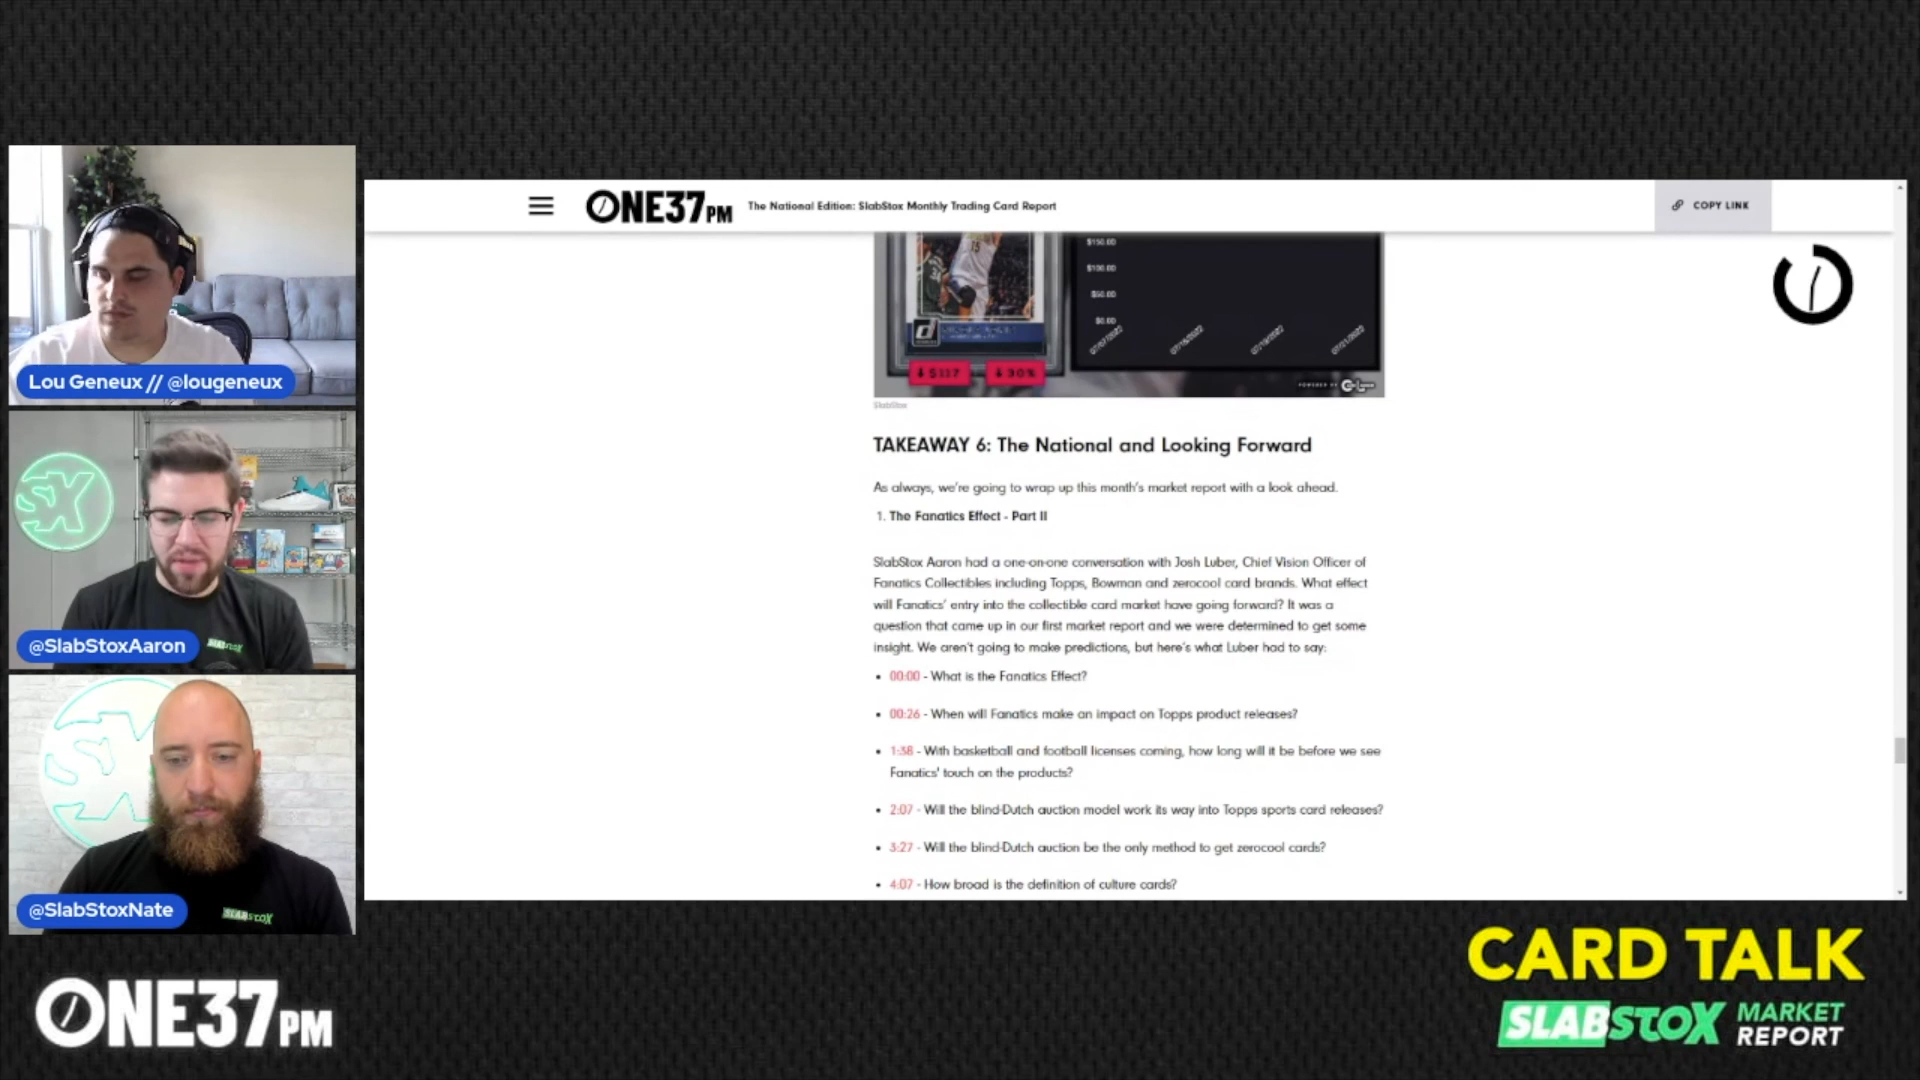 ONE37PM
The National Edition: SlabStox Monthly Trading Card Report
COPY LINK
$150.00
$100.00
$50.00
$0.00
$137
30%
POWERED BY
SlabStox
TAKEAWAY 6: The National and Looking Forward
As always, we're going to wrap up this month's market report with a look ahead.
1. The Fanatics Effect - Part II
SlabStox Aaron had a one-on-one conversation with Josh Luber, Chief Vision Officer of
Fanatics Collectibles including Topps, Bowman and zerocool card brands. What effect
will Fanatics' entry into the collectible card market have going forward? It was a
question that came up in our first market report and we were determined to get some
insight. We aren't going to make predictions, but here's what Luber had to say:
• 00:00 - What is the Fanatics Effect?
• 00:26 - When will Fanatics make an impact on Topps product releases?
• 1:38 - With basketball and football licenses coming, how long will it be before we see
Fanatics' touch on the products?
• 2:07 - Will the blind-Dutch auction model work its way into Topps sports card releases?
• 3:27 - Will the blind-Dutch auction be the only method to get zerocool cards?
• 4:07 - How broad is the definition of culture cards?
Lou Geneux // @lougeneux
SX
SLABSTOX
@SlabStoxAaron
SLABSTOX
@SlabStoxNate
ONE37PM
CARD TALK
SLABSTOX MARKET
REPORT